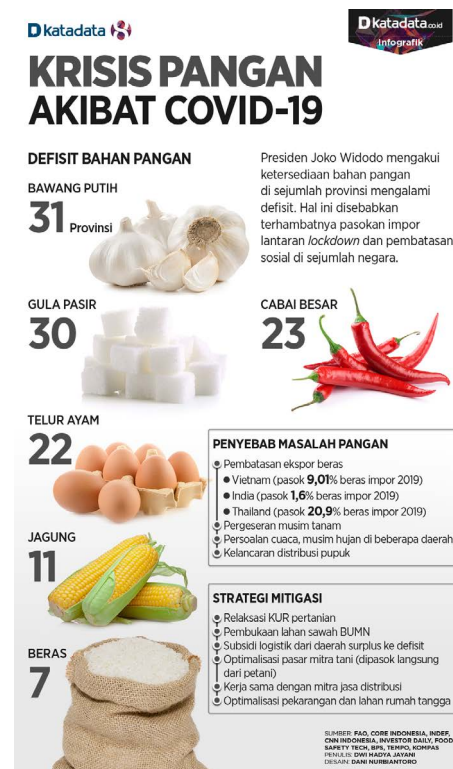 Dkatadata
Dkatadata.co.id
Infografik
KRISIS PANGAN
AKIBAT COVID-19
DEFISIT BAHAN PANGAN
Presiden Joko Widodo mengakui
ketersediaan bahan pangan
di sejumlah provinsi mengalami
defisit. Hal ini disebabkan
terhambatnya pasokan impor
lantaran lockdown dan pembatasan
sosial di sejumlah negara.
BAWANG PUTIH
31 Provinsi
GULA PASIR
30
CABAI BESAR
23
TELUR AYAM
22
JAGUNG
11
BERAS
7
PENYEBAB MASALAH PANGAN
Pembatasan ekspor beras
• Vietnam (pasok 9,01% beras impor 2019)
• India (pasok 1,6% beras impor 2019)
• Thailand (pasok 20,9% beras impor 2019)
Pergeseran musim tanam
Persoalan cuaca, musim hujan di beberapa daerah
Kelancaran distribusi pupuk
STRATEGI MITIGASI
Relaksasi KUR pertanian
Pembukaan lahan sawah BUMN
Subsidi logistik dari daerah surplus ke defisit
Optimalisasi pasar mitra tani (dipasok langsung
dari petani)
Kerja sama dengan mitra jasa distribusi
Optimalisasi pekarangan dan lahan rumah tangga
SUMBER: FAO, CORE INDONESIA, INDEF,
CNN INDONESIA, INVESTOR DAILY, FOOD
SAFETY TECH, BPS, TEMPO, KOMPAS
PENULIS: DWI HADYA JAYANI
DESAIN: DANI NURBIANTORO